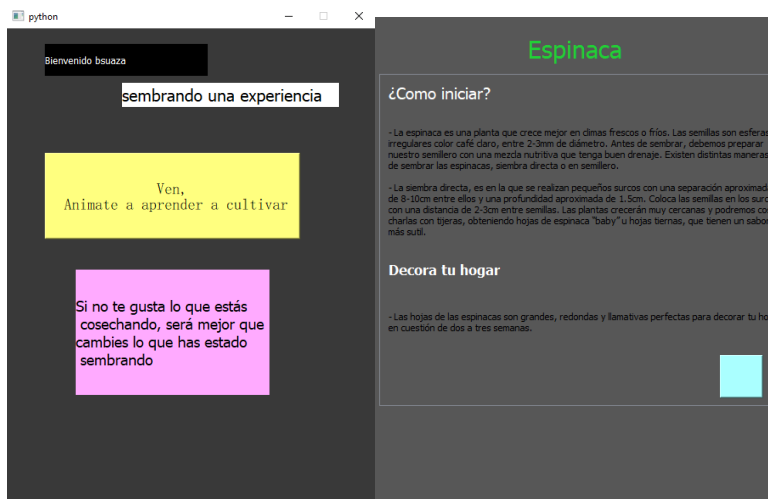 python
Bienvenido bsuaza
sembrando una experiencia
Ven,
Animate a aprender a cultivar
Si no te gusta lo que estás
cosechando, será mejor que
cambies lo que has estado
sembrando
Espinaca
¿Como iniciar?
- La espinaca es una planta que crece mejor en climas frescos o fríos. Las semillas son esferas
irregulares color café claro, entre 2-3mm de diámetro. Antes de sembrar, debemos preparar
nuestro semillero con una mezcla nutritiva que tenga buen drenaje. Existen distintas maneras
de sembrar las espinacas, siembra directa o en semillero.
- La siembra directa, es en la que se realizan pequeños surcos con una separación aproximad
de 8-10cm entre ellos y una profundidad aproximada de 1.5cm. Coloca las semillas en los surc
con una distancia de 2-3cm entre semillas. Las plantas crecerán muy cercanas y podremos co
charlas con tijeras, obteniendo hojas de espinaca "baby" u hojas tiernas, que tienen un sabor
más sutil.
Decora tu hogar
- Las hojas de las espinacas son grandes, redondas y llamativas perfectas para decorar tu ho
en cuestión de dos a tres semanas.